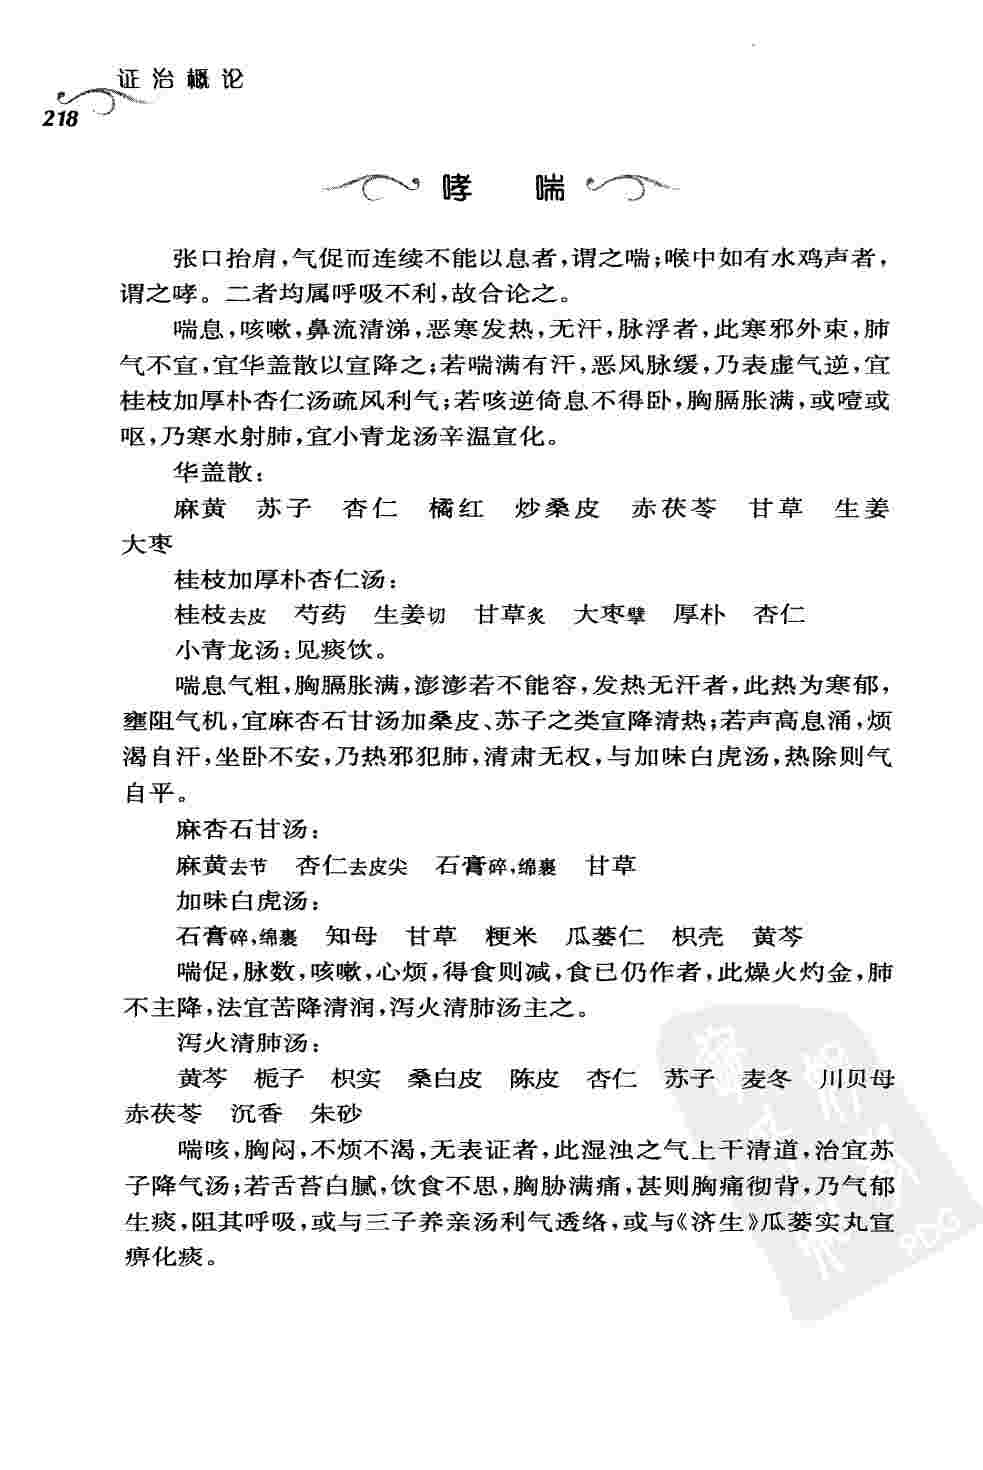 证治概论
218
哮 喘
张口抬肩，气促而连续不能以息者，谓之喘；喉中如有水鸡声者，
谓之哮。二者均属呼吸不利，故合论之。
喘息，咳嗽，鼻流清涕，恶寒发热，无汗，脉浮者，此寒邪外束，肺
气不宣，宜华盖散以宣降之；若喘满有汗，恶风脉缓，乃表虚气逆，宜
桂枝加厚朴杏仁汤疏风利气；若咳逆倚息不得卧，胸膈胀满，或噎或
呕，乃寒水射肺，宜小青龙汤辛温宣化。
华盖散：
麻黄 苏子 杏仁 橘红 炒桑皮 赤茯苓 甘草 生姜
大枣
桂枝加厚朴杏仁汤：
桂枝去皮 芍药 生姜切 甘草炙 大枣擘 厚朴 杏仁
小青龙汤：见痰饮。
喘息气粗，胸膈胀满，澎澎若不能容，发热无汗者，此热为寒郁，
壅阻气机，宜麻杏石甘汤加桑皮、苏子之类宣降清热；若声高息涌，烦
渴自汗，坐卧不安，乃热邪犯肺，清肃无权，与加味白虎汤，热除则气
自平。
麻杏石甘汤：
麻黄去节 杏仁去皮尖 石膏碎，绵裹 甘草
加味白虎汤：
石膏碎，绵裹 知母 甘草 粳米 瓜蒌仁 枳壳 黄芩
喘促，脉数，咳嗽，心烦，得食则减，食已仍作者，此燥火灼金，肺
不主降，法宜苦降清润，泻火清肺汤主之。
泻火清肺汤：
黄芩 栀子 枳实 桑白皮 陈皮 杏仁 苏子 麦冬 川贝母
赤茯苓 沉香 朱砂
喘咳，胸闷，不烦不渴，无表证者，此湿浊之气上干清道，治宜苏
子降气汤；若舌苔白腻，饮食不思，胸胁满痛，甚则胸痛彻背，乃气郁
生痰，阻其呼吸，或与三子养亲汤利气透络，或与《济生》瓜蒌实丸宣
痹化痰。
PDG